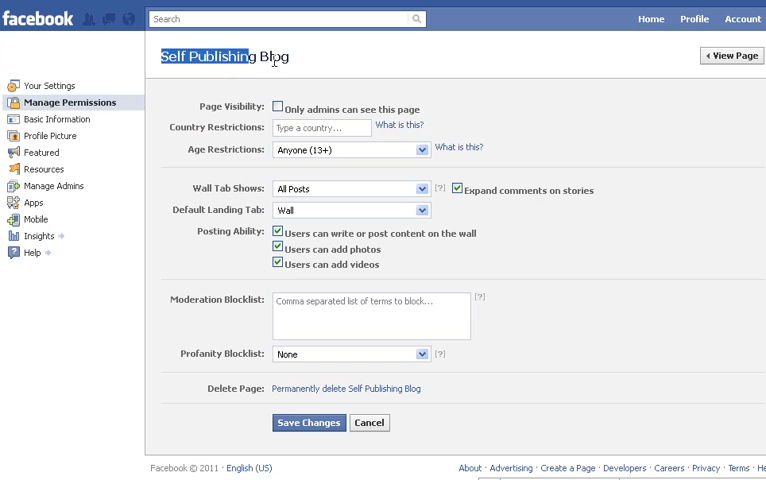 facebook
Search
Home Profile Account
Self Publishing Blog
View Page
Your Settings
Manage Permissions
Basic Information
Profile Picture
Featured
Resources
Manage Admins
Apps
Mobile
Insights
Help
Page Visibility: Only admins can see this page
Country Restrictions: Type a country... What is this?
Age Restrictions: Anyone (13+) What is this?
Wall Tab Shows: All Posts [?] Expand comments on stories
Default Landing Tab: Wall
Posting Ability: Users can write or post content on the wall
Users can add photos
Users can add videos
Moderation Blocklist: Comma separated list of terms to block... [?]
Profanity Blocklist: None [?]
Delete Page: Permanently delete Self Publishing Blog
Save Changes Cancel
Facebook © 2011 · English (US)
About · Advertising · Create a Page · Developers · Careers · Privacy · Terms · He